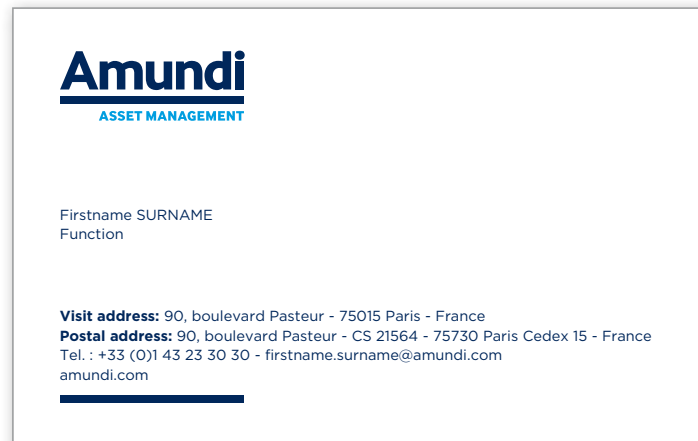 Amundi
ASSET MANAGEMENT
Firstname SURNAME
Function
Visit address: 90, boulevard Pasteur - 75015 Paris - France
Postal address: 90, boulevard Pasteur - CS 21564 - 75730 Paris Cedex 15 - France
Tel. : +33 (0)1 43 23 30 30 - firstname.surname@amundi.com
amundi.com